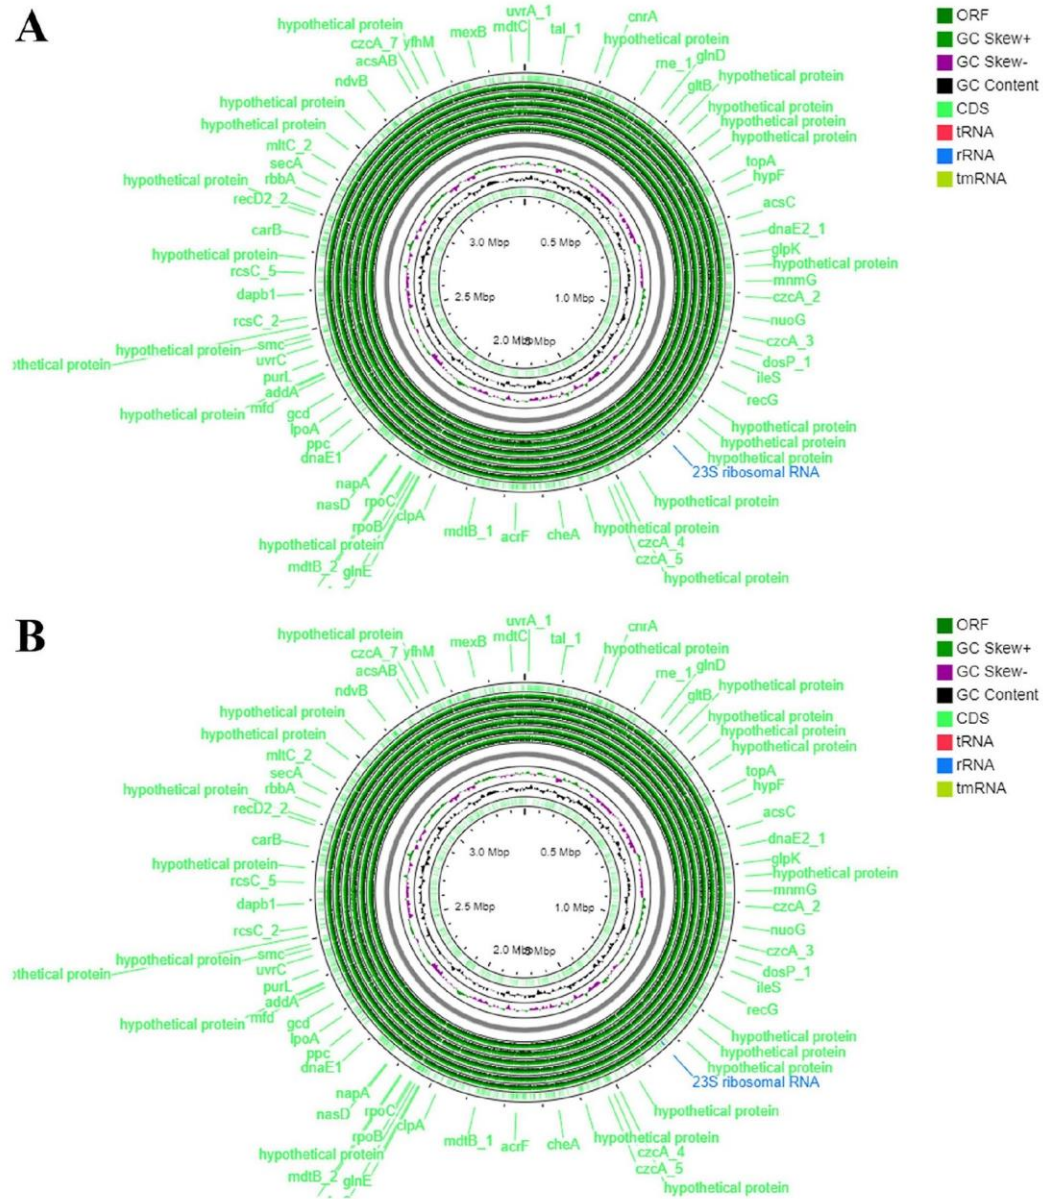 A
uvrA_1
mdtC
tal_1
mexB
cnrA
hypothetical protein
hypothetical protein
czcA_7
yfhM
acsAB
ndvB
rne_1
glnD
gltB
hypothetical protein
hypothetical protein
hypothetical protein
hypothetical protein
hypothetical protein
hypothetical protein
mltC_2
secA
rbbA
hypothetical protein
recD2_2
topA
hypF
acsC
carB
dnaE2_1
glpK
hypothetical protein
hypothetical protein
rcsC_5
mnmG
dapb1
czcA_2
rcsC_2
nuoG
czcA_3
smc
hypothetical protein
uvrC
othetical protein
dosP_1
ileS
purL
addA
mfd
hypothetical protein
recG
gcd
lpoA
ppc
dnaE1
hypothetical protein
hypothetical protein
hypothetical protein
23S ribosomal RNA
napA
nasD
rpoC
rpoB
clpA
hypothetical protein
mdtB_2
glnE
mdtB_1
acrF
cheA
hypothetical protein
hypothetical protein
czcA_4
czcA_5
hypothetical protein
3.0 Mbp
0.5 Mbp
2.5 Mbp
1.0 Mbp
2.0 Mbp
ORF
GC Skew+
GC Skew-
GC Content
CDS
tRNA
rRNA
tmRNA
B
uvrA_1
mdtC
tal_1
mexB
cnrA
hypothetical protein
hypothetical protein
czcA_7
yfhM
acsAB
ndvB
rne_1
glnD
gltB
hypothetical protein
hypothetical protein
hypothetical protein
hypothetical protein
hypothetical protein
hypothetical protein
mltC_2
secA
rbbA
hypothetical protein
recD2_2
topA
hypF
acsC
carB
dnaE2_1
glpK
hypothetical protein
hypothetical protein
rcsC_5
mnmG
dapb1
czcA_2
rcsC_2
nuoG
czcA_3
smc
hypothetical protein
uvrC
othetical protein
dosP_1
ileS
purL
addA
mfd
hypothetical protein
recG
gcd
lpoA
ppc
dnaE1
hypothetical protein
hypothetical protein
hypothetical protein
23S ribosomal RNA
napA
nasD
rpoC
rpoB
clpA
hypothetical protein
mdtB_2
glnE
mdtB_1
acrF
cheA
hypothetical protein
hypothetical protein
czcA_4
czcA_5
hypothetical protein
3.0 Mbp
0.5 Mbp
2.5 Mbp
1.0 Mbp
2.0 Mbp
ORF
GC Skew+
GC Skew-
GC Content
CDS
tRNA
rRNA
tmRNA